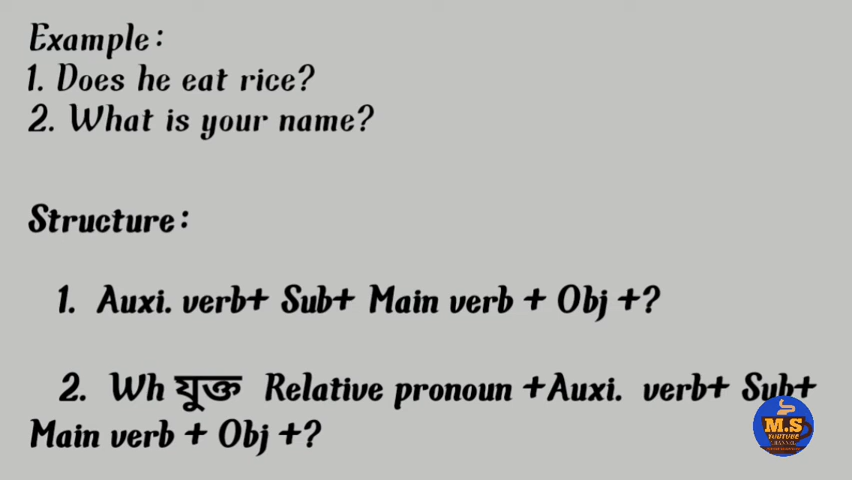 Example:
1. Does he eat rice?
2. What is your name?
Structure:
1. Auxi. verb+ Sub+ Main verb + Obj +?
2. Wh যুক্ত Relative pronoun +Auxi. verb+ Sub+
Main verb + Obj +?
M.S
YOUTUBE